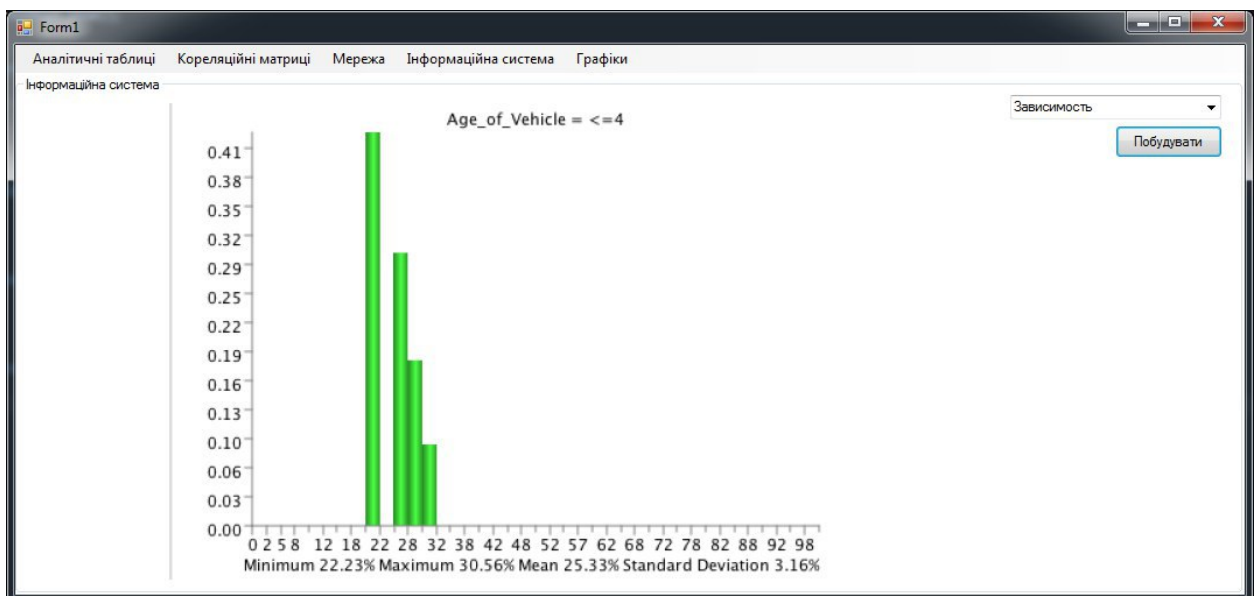 Form1
Аналітичні таблиці Кореляційні матриці Мережа Інформаційна система Графіки
Інформаційна система
Зависимость
Побудувати
Age_of_Vehicle = <=4
0.41
0.38
0.35
0.32
0.29
0.25
0.22
0.19
0.16
0.13
0.10
0.06
0.03
0.00
0 2 5 8 12 18 22 28 32 38 42 48 52 57 62 68 72 78 82 88 92 98
Minimum 22.23% Maximum 30.56% Mean 25.33% Standard Deviation 3.16%